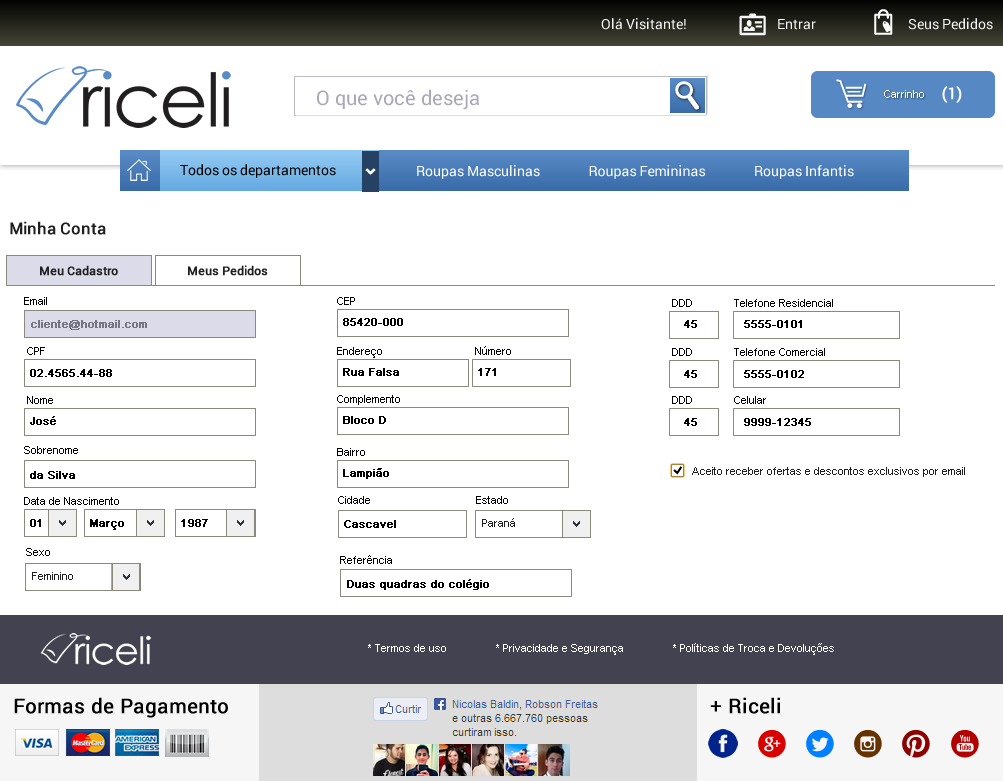 Olá Visitante! Entrar Seus Pedidos
riceli
O que você deseja
Carrinho (1)
Todos os departamentos Roupas Masculinas Roupas Femininas Roupas Infantis
Minha Conta
Meu Cadastro Meus Pedidos
Email
cliente@hotmail.com
CPF
02.4565.44-88
Nome
José
Sobrenome
da Silva
Data de Nascimento
01 Março 1987
Sexo
Feminino
CEP
85420-000
Endereço Número
Rua Falsa 171
Complemento
Bloco D
Bairro
Lampião
Cidade Estado
Cascavel Paraná
Referência
Duas quadras do colégio
DDD Telefone Residencial
45 5555-0101
DDD Telefone Comercial
45 5555-0102
DDD Celular
45 9999-12345
Aceito receber ofertas e descontos exclusivos por email
riceli
* Termos de uso * Privacidade e Segurança * Políticas de Troca e Devoluções
Formas de Pagamento
VISA MasterCard AMERICAN EXPRESS
Curtir
Nicolas Baldin, Robson Freitas
e outras 6.667.760 pessoas
curtiram isso.
+ Riceli
You Tube